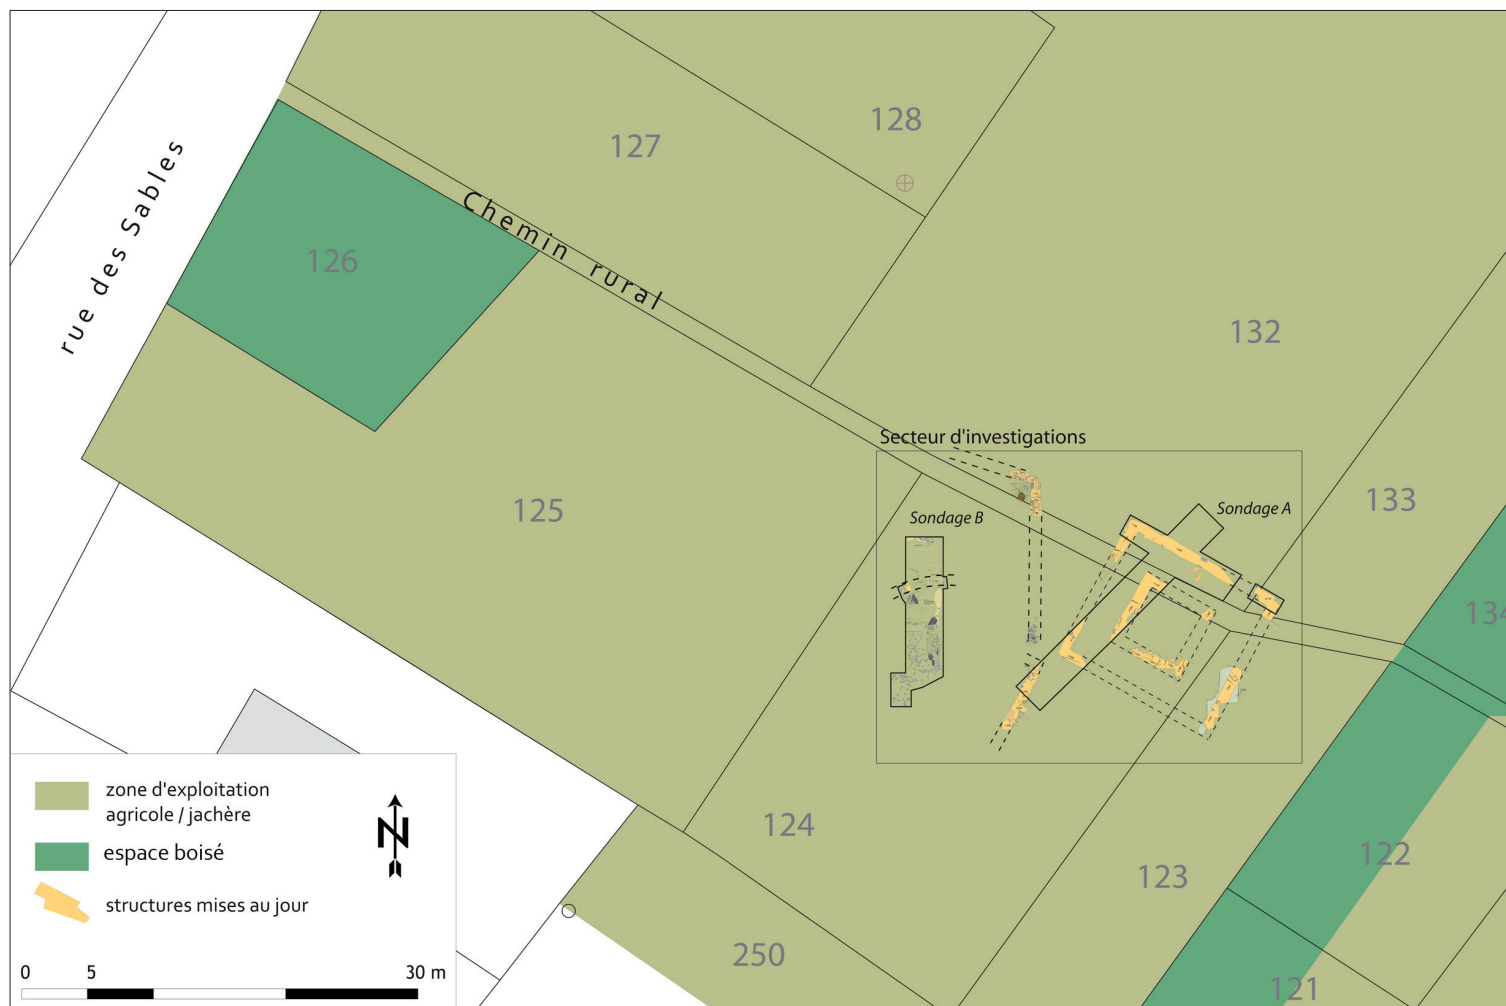 128
127
rue des Sables
Chemin rural
126
132
Secteur d'investigations
133
125
Sondage B
Sondage A
134
zone d'exploitation
agricole / jachère
N
124
espace boisé
122
123
structures mises au jour
250
0 5 30 m
121